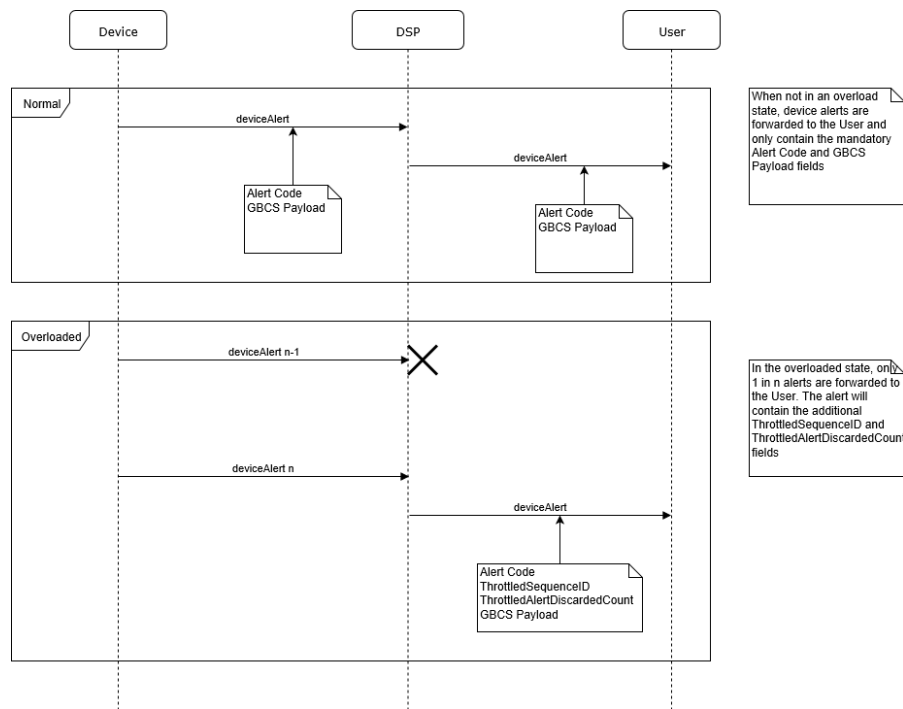 Device
DSP
User
Normal
deviceAlert
deviceAlert
Alert Code
GBCS Payload
Alert Code
GBCS Payload
When not in an overload
state, device alerts are
forwarded to the User and
only contain the mandatory
Alert Code and GBCS
Payload fields
Overloaded
deviceAlert n-1
deviceAlert n
deviceAlert
Alert Code
ThrottledSequenceID
ThrottledAlertDiscardedCount
GBCS Payload
In the overloaded state, only
1 in n alerts are forwarded to
the User. The alert will
contain the additional
ThrottledSequenceID and
ThrottledAlertDiscardedCount
fields